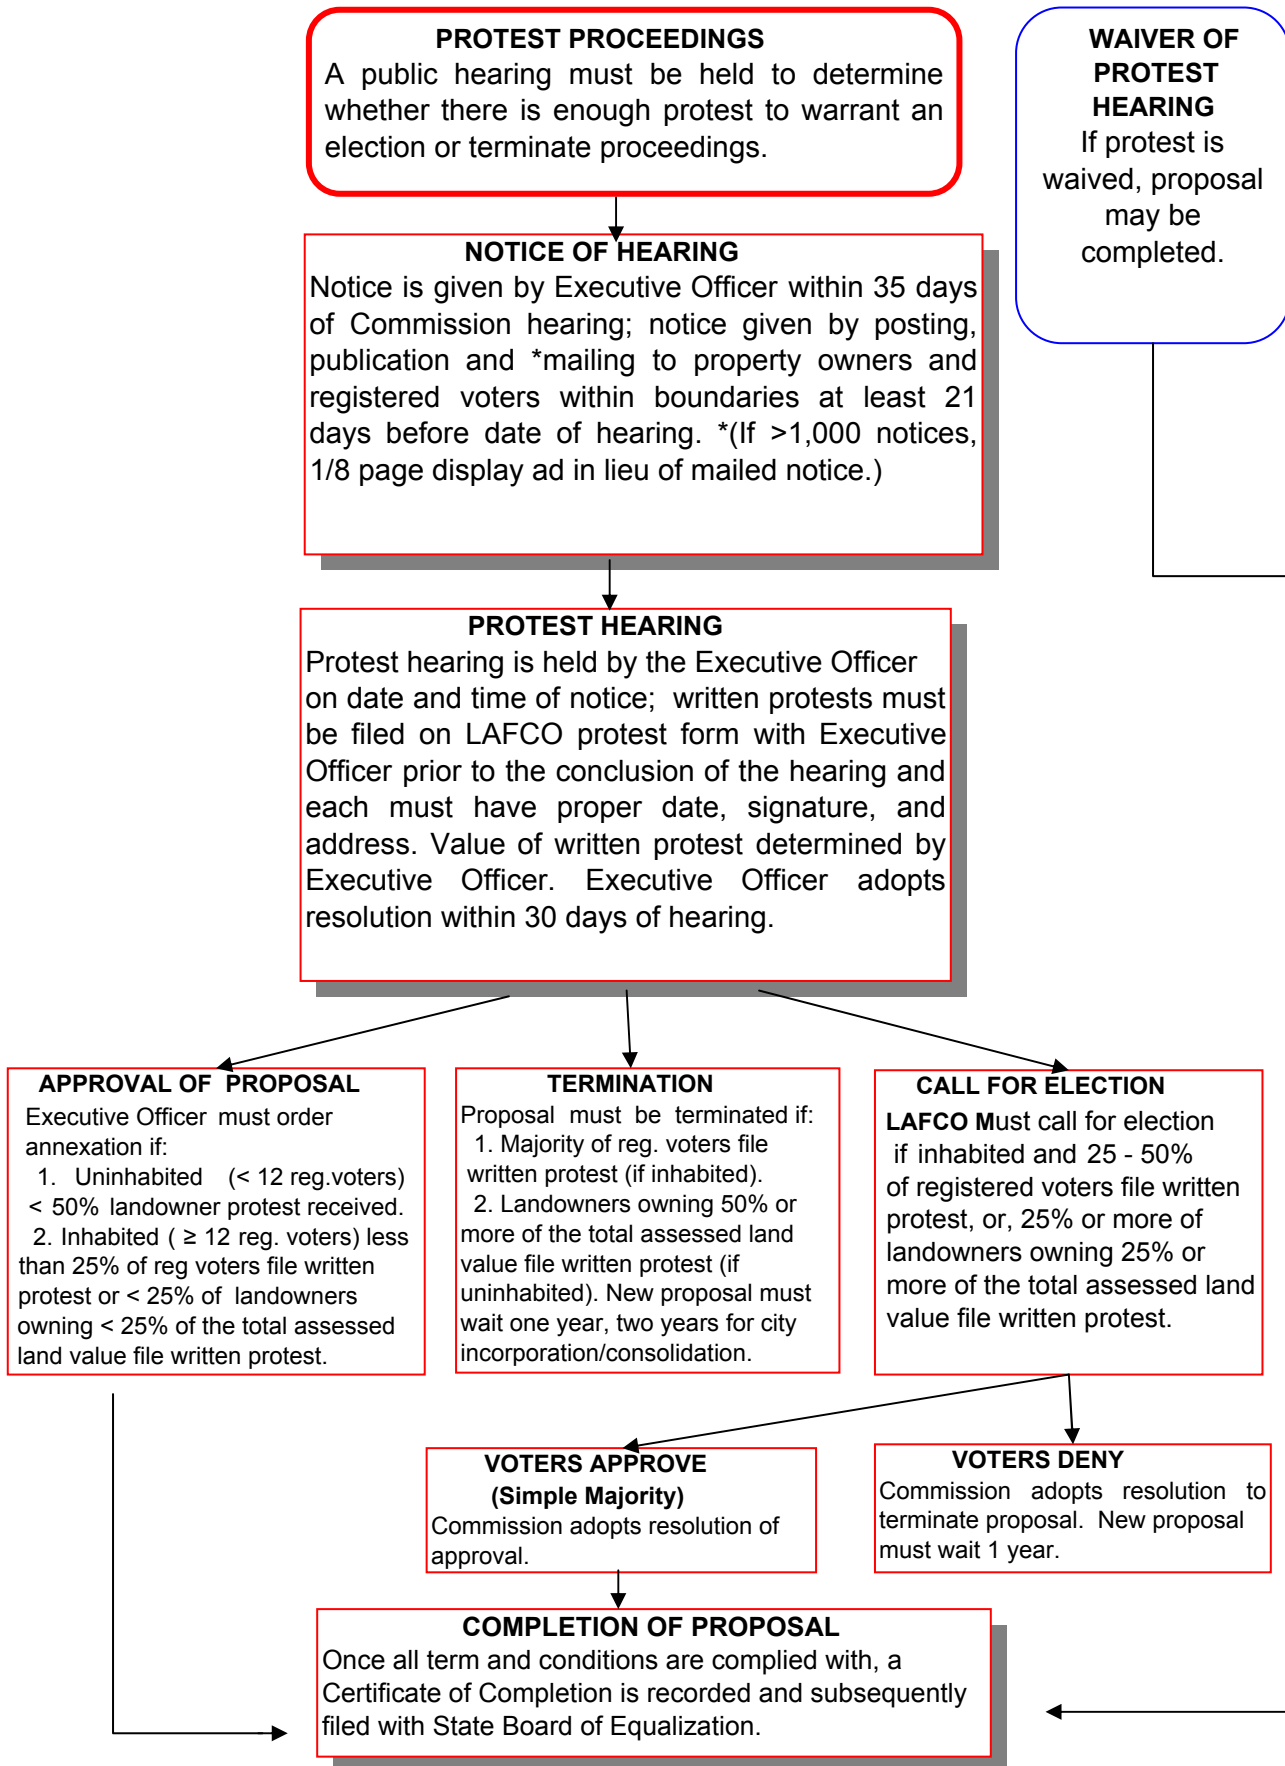 PROTEST PROCEEDINGS
A public hearing must be held to determine
whether there is enough protest to warrant an
election or terminate proceedings.
WAIVER OF
PROTEST
HEARING
If protest is
waived, proposal
may be
completed.
NOTICE OF HEARING
Notice is given by Executive Officer within 35 days
of Commission hearing; notice given by posting,
publication and *mailing to property owners and
registered voters within boundaries at least 21
days before date of hearing. *(If >1,000 notices,
1/8 page display ad in lieu of mailed notice.)
PROTEST HEARING
Protest hearing is held by the Executive Officer
on date and time of notice; written protests must
be filed on LAFCO protest form with Executive
Officer prior to the conclusion of the hearing and
each must have proper date, signature, and
address. Value of written protest determined by
Executive Officer. Executive Officer adopts
resolution within 30 days of hearing.
APPROVAL OF PROPOSAL
Executive Officer must order
annexation if:
1. Uninhabited (< 12 reg.voters)
< 50% landowner protest received.
2. Inhabited ( ≥ 12 reg. voters) less
than 25% of reg voters file written
protest or < 25% of landowners
owning < 25% of the total assessed
land value file written protest.
TERMINATION
Proposal must be terminated if:
1. Majority of reg. voters file
written protest (if inhabited).
2. Landowners owning 50% or
more of the total assessed land
value file written protest (if
uninhabited). New proposal must
wait one year, two years for city
incorporation/consolidation.
CALL FOR ELECTION
LAFCO Must call for election
if inhabited and 25 - 50%
of registered voters file written
protest, or, 25% or more of
landowners owning 25% or
more of the total assessed land
value file written protest.
VOTERS APPROVE
(Simple Majority)
Commission adopts resolution of
approval.
VOTERS DENY
Commission adopts resolution to
terminate proposal. New proposal
must wait 1 year.
COMPLETION OF PROPOSAL
Once all term and conditions are complied with, a
Certificate of Completion is recorded and subsequently
filed with State Board of Equalization.